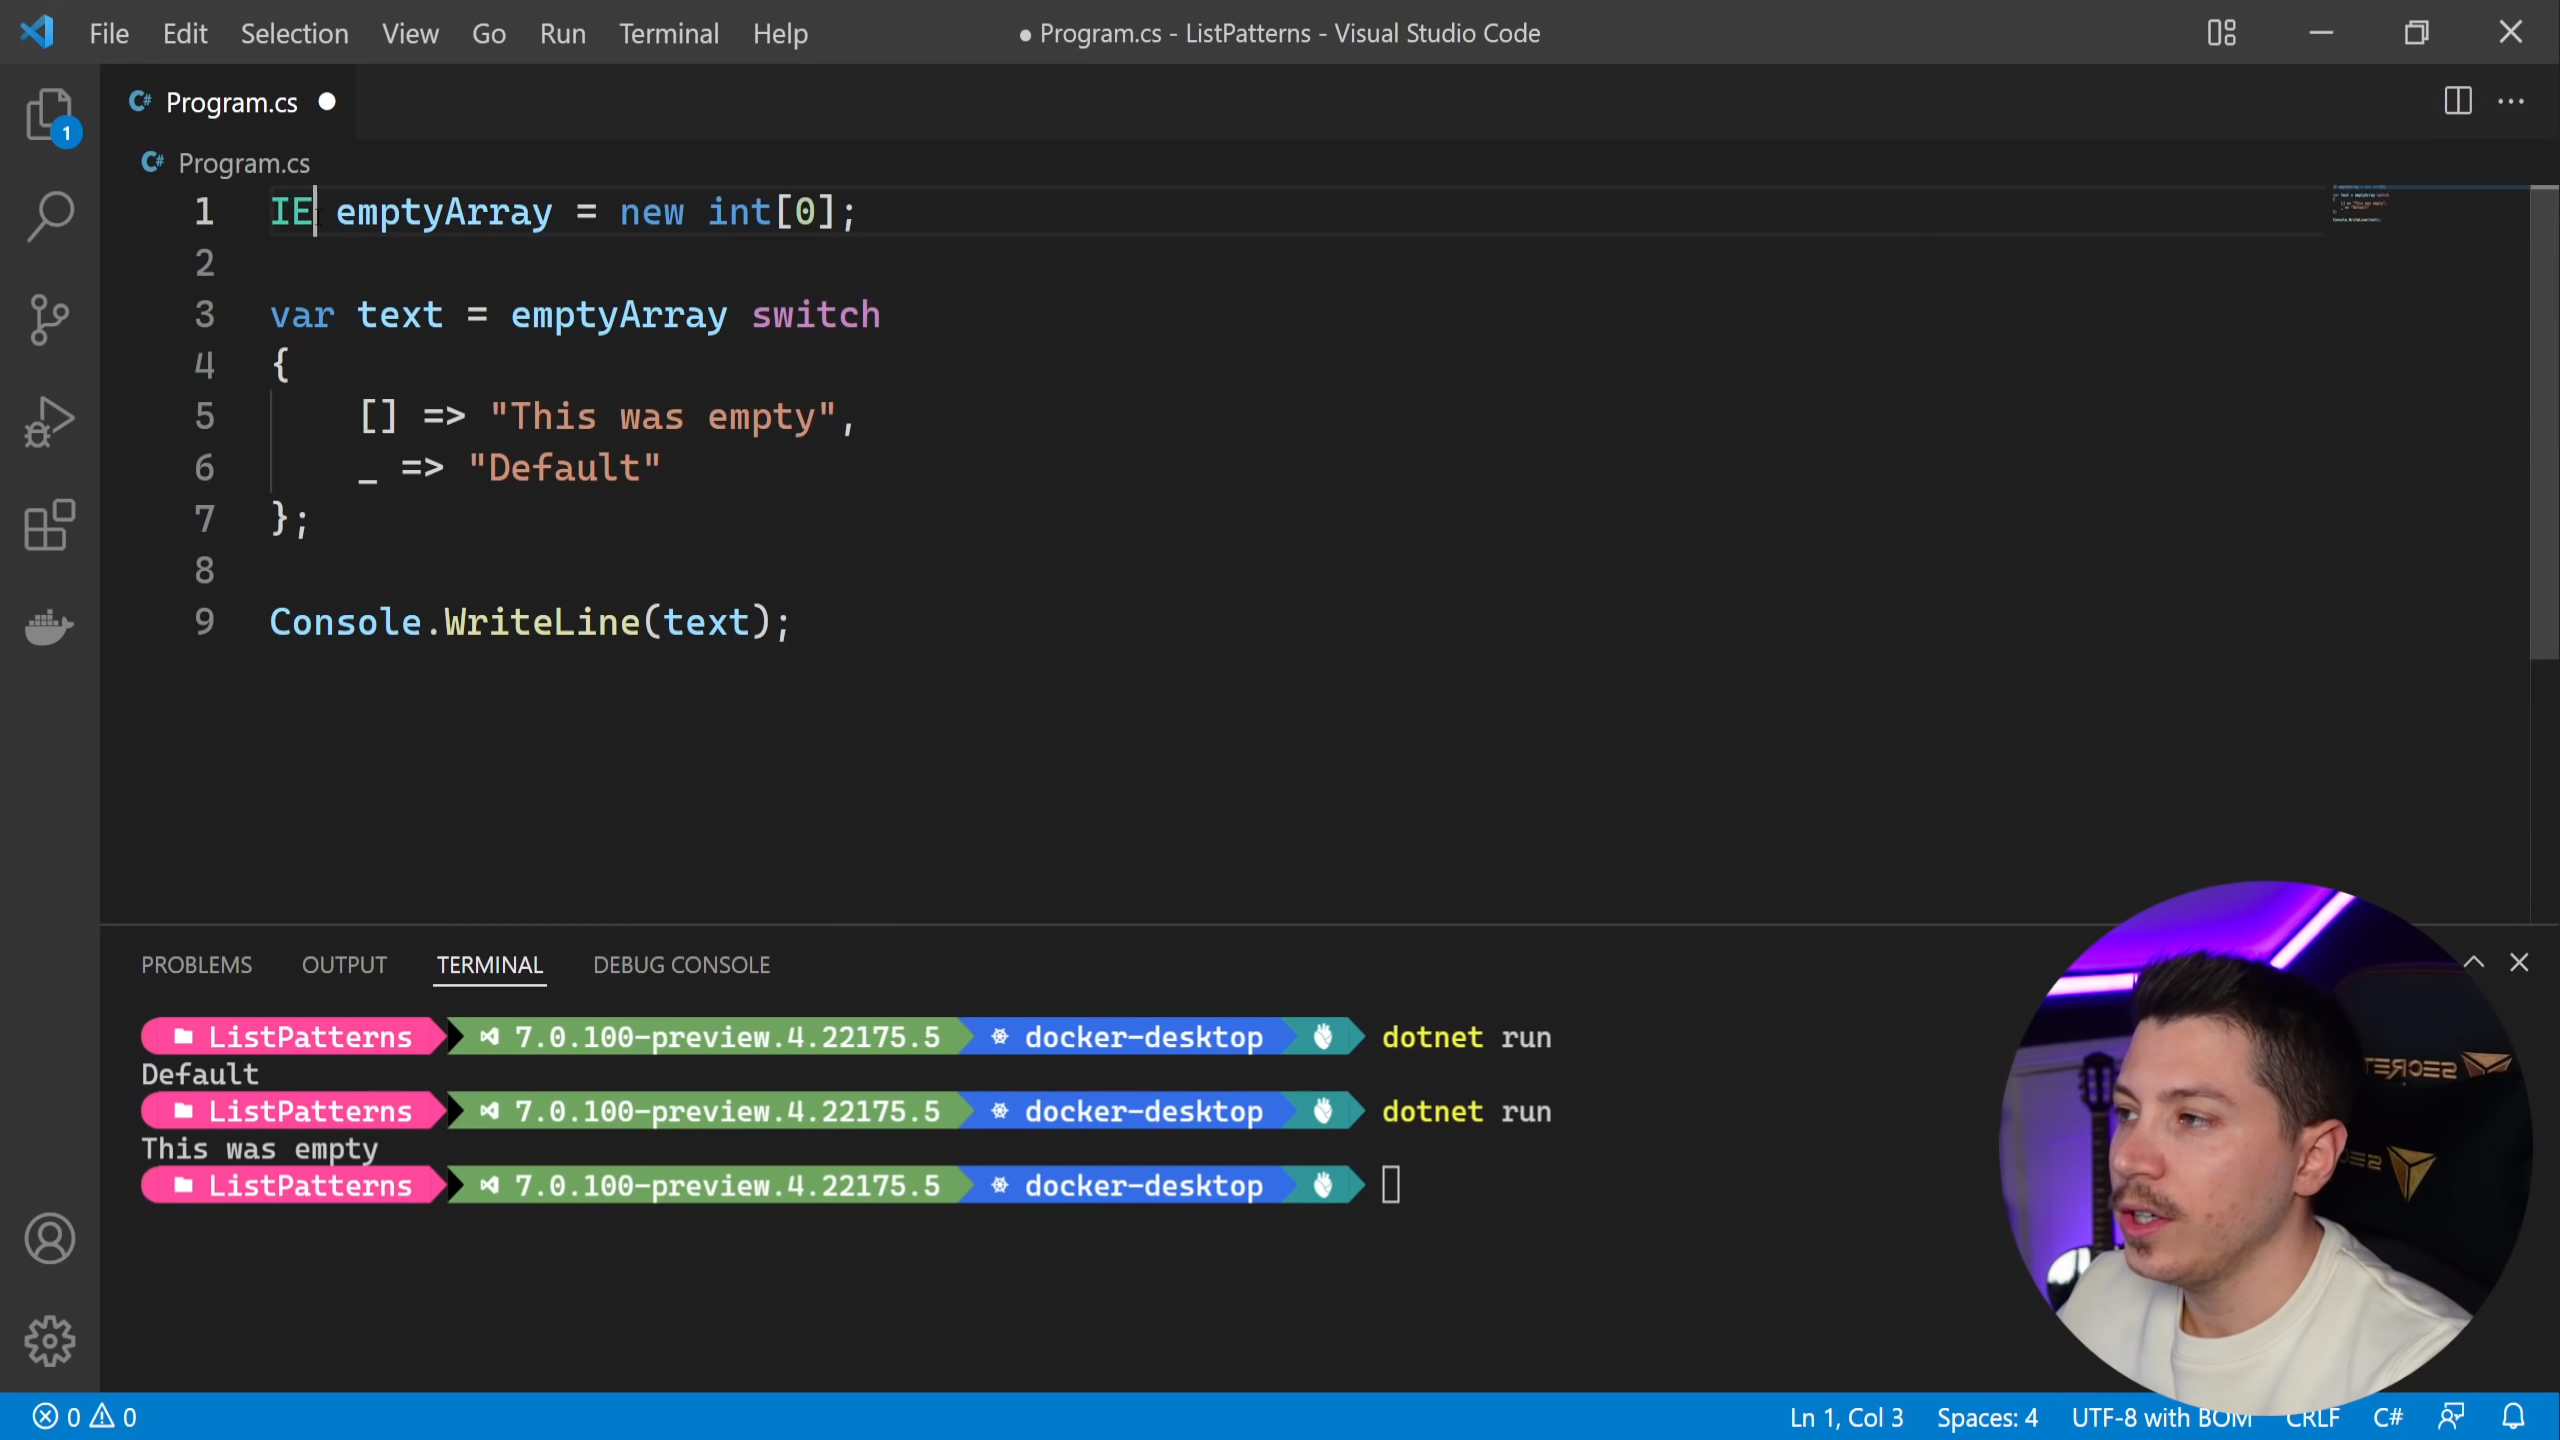 File Edit Selection View Go Run Terminal Help ● Program.cs - ListPatterns - Visual Studio Code
C# Program.cs ●
1
C# Program.cs
1 IE emptyArray = new int[0];
2
3 var text = emptyArray switch
4 {
5 [] => "This was empty",
6 _ => "Default"
7 };
8
9 Console.WriteLine(text);
PROBLEMS OUTPUT TERMINAL DEBUG CONSOLE
ListPatterns 7.0.100-preview.4.22175.5 docker-desktop dotnet run
Default
ListPatterns 7.0.100-preview.4.22175.5 docker-desktop dotnet run
This was empty
ListPatterns 7.0.100-preview.4.22175.5 docker-desktop
SECRET
SEC
0 0 Ln 1, Col 3 Spaces: 4 UTF-8 with BOM CRLF C#